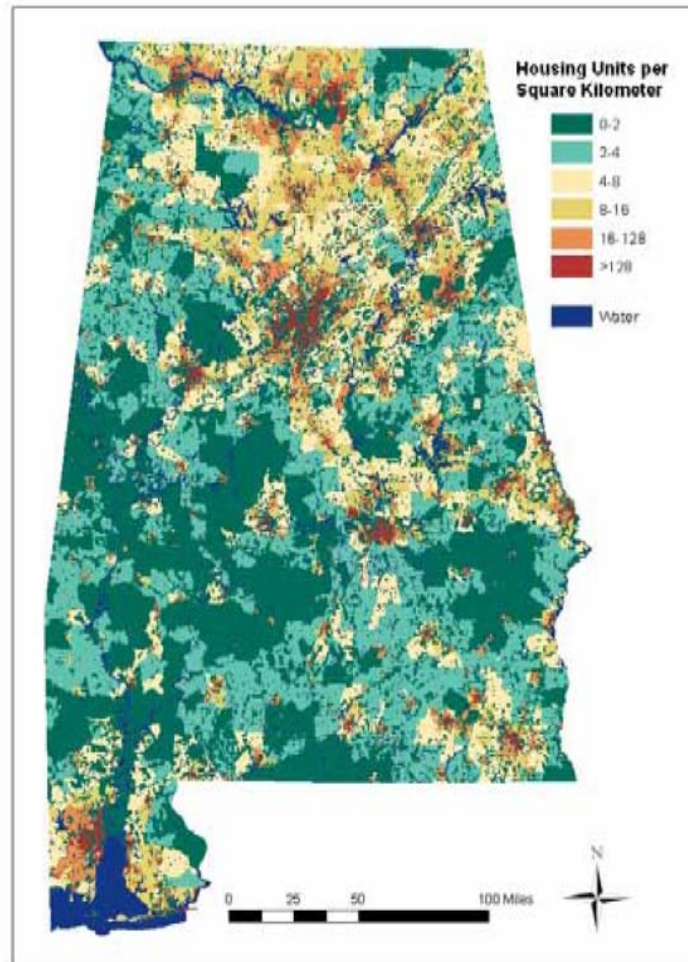 Housing Units per
Square Kilometer
0-2
2-4
4-8
8-16
16-128
>128
Water
N
0 25 50 100 Miles